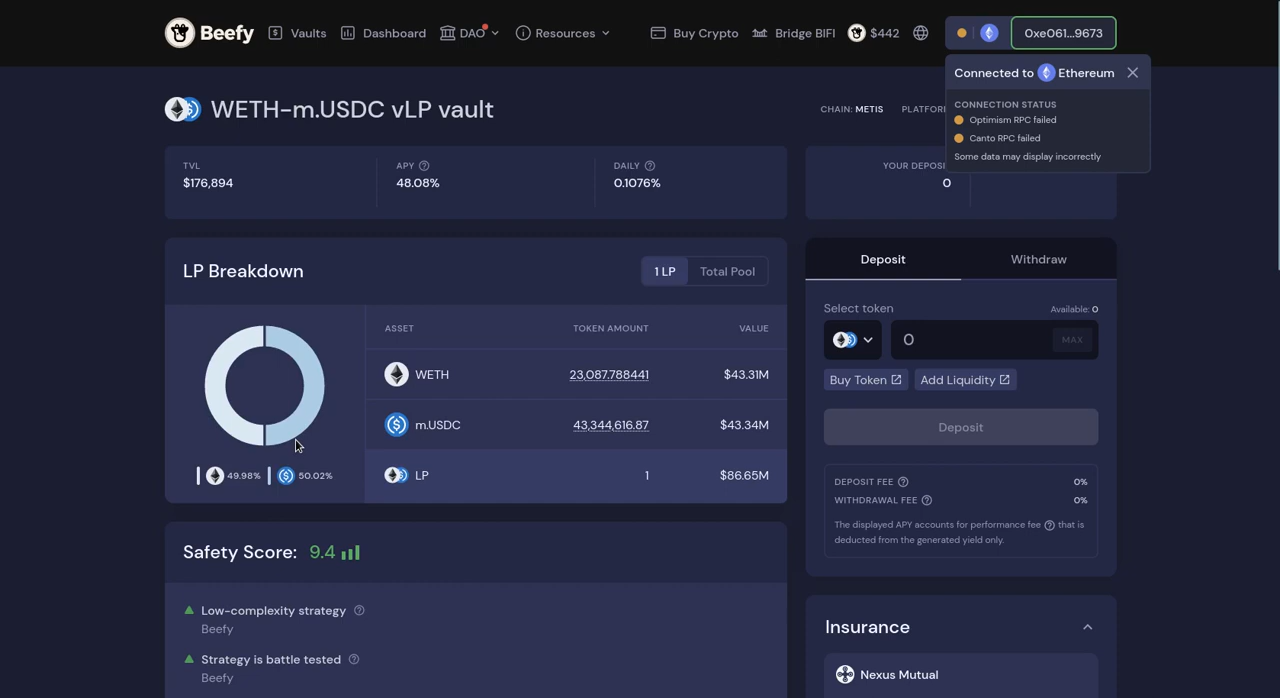 Beefy Vaults Dashboard DAO Resources Buy Crypto Bridge BIFI $442 0xe061...9673
Connected to Ethereum
CONNECTION STATUS
Optimism RPC failed
Canto RPC failed
Some data may display incorrectly
WETH-m.USDC vLP vault
CHAIN: METIS PLATFOR
TVL APY DAILY
$176,894 48.08% 0.1076%
YOUR DEPOSI
0
LP Breakdown
1 LP Total Pool
ASSET TOKEN AMOUNT VALUE
WETH 23,087.788441 $43.31M
m.USDC 43,344,616.87 $43.34M
LP 1 $86.65M
49.98% 50.02%
Deposit Withdraw
Select token Available: 0
0 MAX
Buy Token Add Liquidity
Deposit
DEPOSIT FEE 0%
WITHDRAWAL FEE 0%
The displayed APY accounts for performance fee that is
deducted from the generated yield only.
Safety Score: 9.4
Low-complexity strategy
Beefy
Strategy is battle tested
Beefy
Insurance
Nexus Mutual